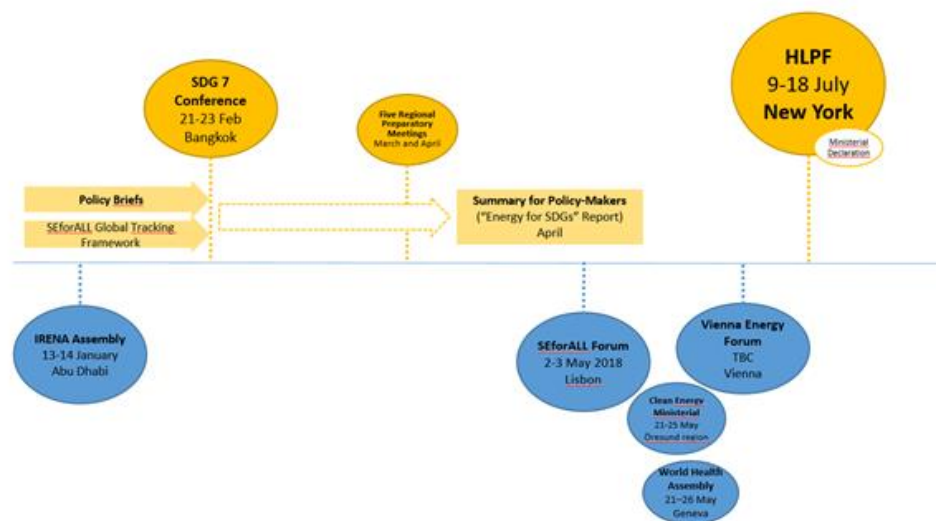 HLPF
9-18 July
New York
Ministerial
Declaration
SDG 7
Conference
21-23 Feb
Bangkok
Five Regional
Preparatory
Meetings
March and April
Policy Briefs
SEforALL Global Tracking
Framework
Summary for Policy-Makers
("Energy for SDGs" Report)
April
IRENA Assembly
13-14 January
Abu Dhabi
SEforALL Forum
2-3 May 2018
Lisbon
Vienna Energy
Forum
TBC
Vienna
Clean Energy
Ministerial
21-25 May
Oresund region
World Health
Assembly
21–26 May
Geneva